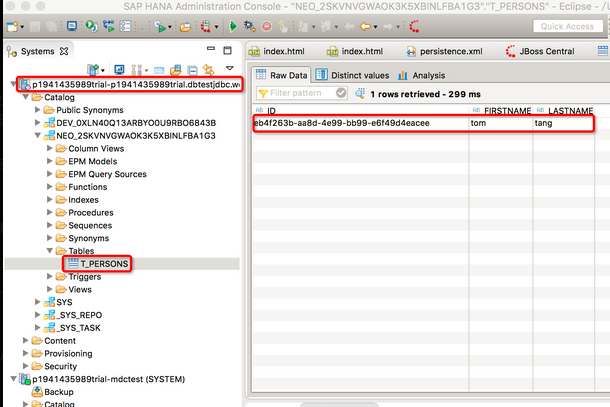 SAP HANA Administration Console - "NEO_2SKVNVGWAOK3K5XBINLFBA1G3"."T_PERSONS" - Eclipse - /U
Quick Access
Systems
index.html
index.html
persistence.xml
JBoss Central
Raw Data
Distinct values
Analysis
Filter pattern
1 rows retrieved - 299 ms
ID
FIRSTNAME
LASTNAME
eb4f263b-aa8d-4e99-bb99-e6f49d4eacee
tom
tang
p1941435989trial-p1941435989trial.dbtestjdbc.w
Catalog
Public Synonyms
DEV_0XLN40Q13ARBYO0U9RBO6843B
NEO_2SKVNVGWAOK3K5XBINLFBA1G3
Column Views
EPM Models
EPM Query Sources
Functions
Indexes
Procedures
Sequences
Synonyms
Tables
T_PERSONS
Triggers
Views
SYS
_SYS_REPO
_SYS_TASK
Content
Provisioning
Security
p1941435989trial-mdctest (SYSTEM)
Backup
Catalog